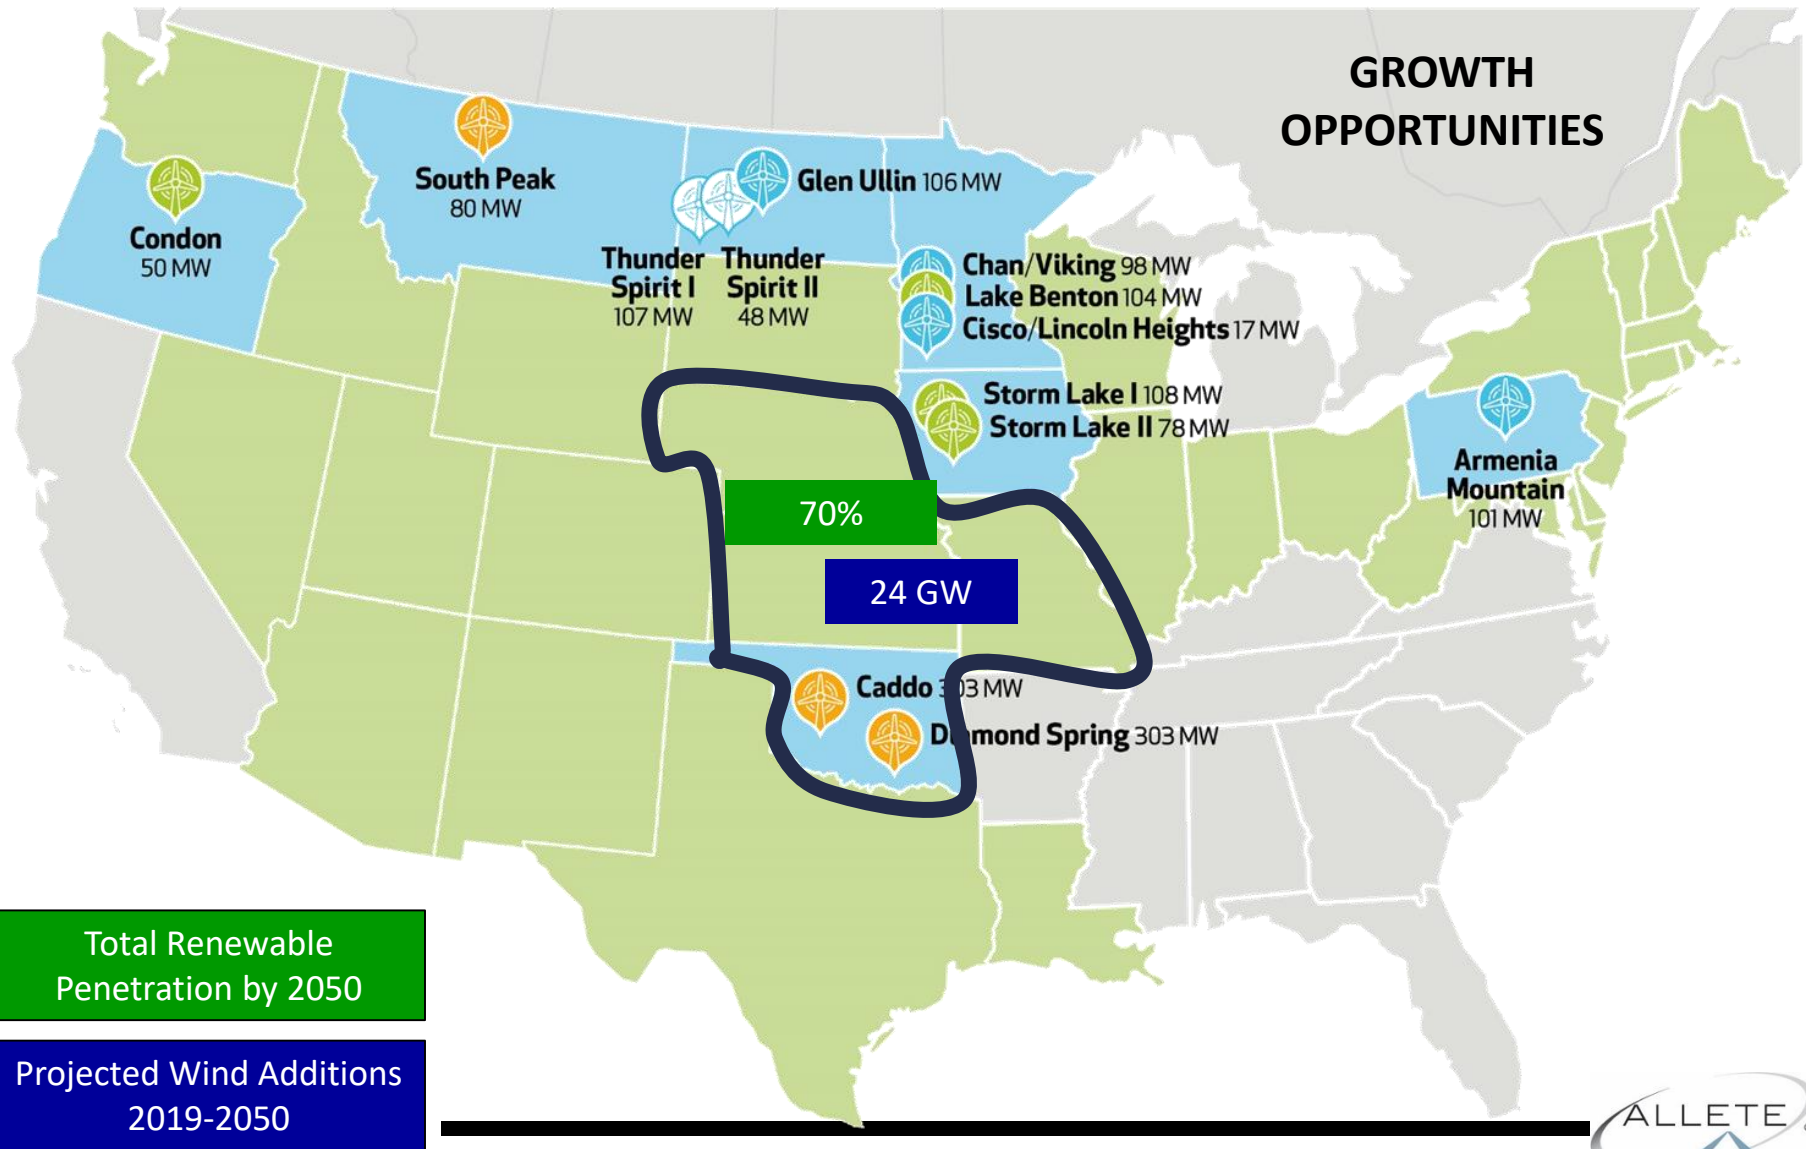 GROWTH
OPPORTUNITIES
South Peak
80 MW
Glen Ullin 106 MW
Condon
50 MW
Thunder
Spirit I
107 MW
Thunder
Spirit II
48 MW
Chan/Viking 98 MW
Lake Benton 104 MW
Cisco/Lincoln Heights 17 MW
Storm Lake I 108 MW
Storm Lake II 78 MW
Armenia
Mountain
101 MW
70%
24 GW
Caddo 303 MW
Diamond Spring 303 MW
Total Renewable
Penetration by 2050
Projected Wind Additions
2019-2050
ALLETE